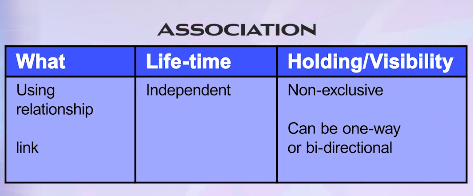 ASSOCIATION
What
Life-time
Holding/Visibility
Using
relationship
link
Independent
Non-exclusive
Can be one-way
or bi-directional